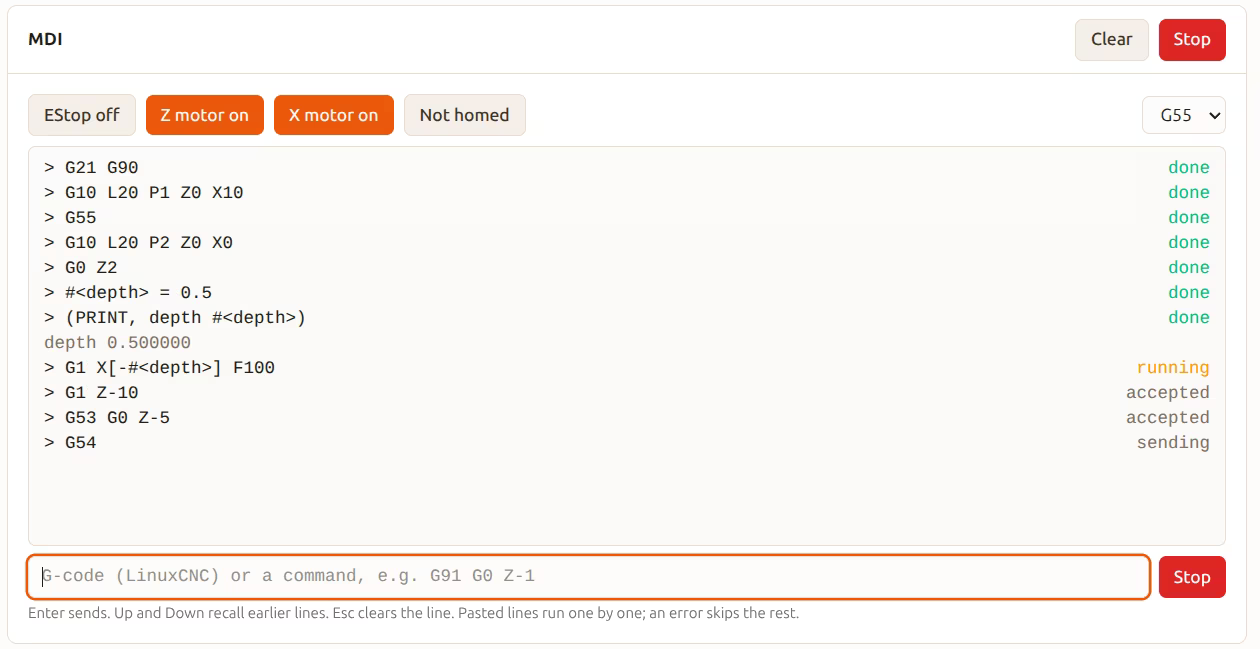 MDI Clear Stop
EStop off Z motor on X motor on Not homed G55
> G21 G90 done
> G10 L20 P1 Z0 X10 done
> G55 done
> G10 L20 P2 Z0 X0 done
> G0 Z2 done
> #<depth> = 0.5 done
> (PRINT, depth #<depth>) done
depth 0.500000
> G1 X[-#<depth>] F100 running
> G1 Z-10 accepted
> G53 G0 Z-5 accepted
> G54 sending
G-code (LinuxCNC) or a command, e.g. G91 G0 Z-1 Stop
Enter sends. Up and Down recall earlier lines. Esc clears the line. Pasted lines run one by one; an error skips the rest.